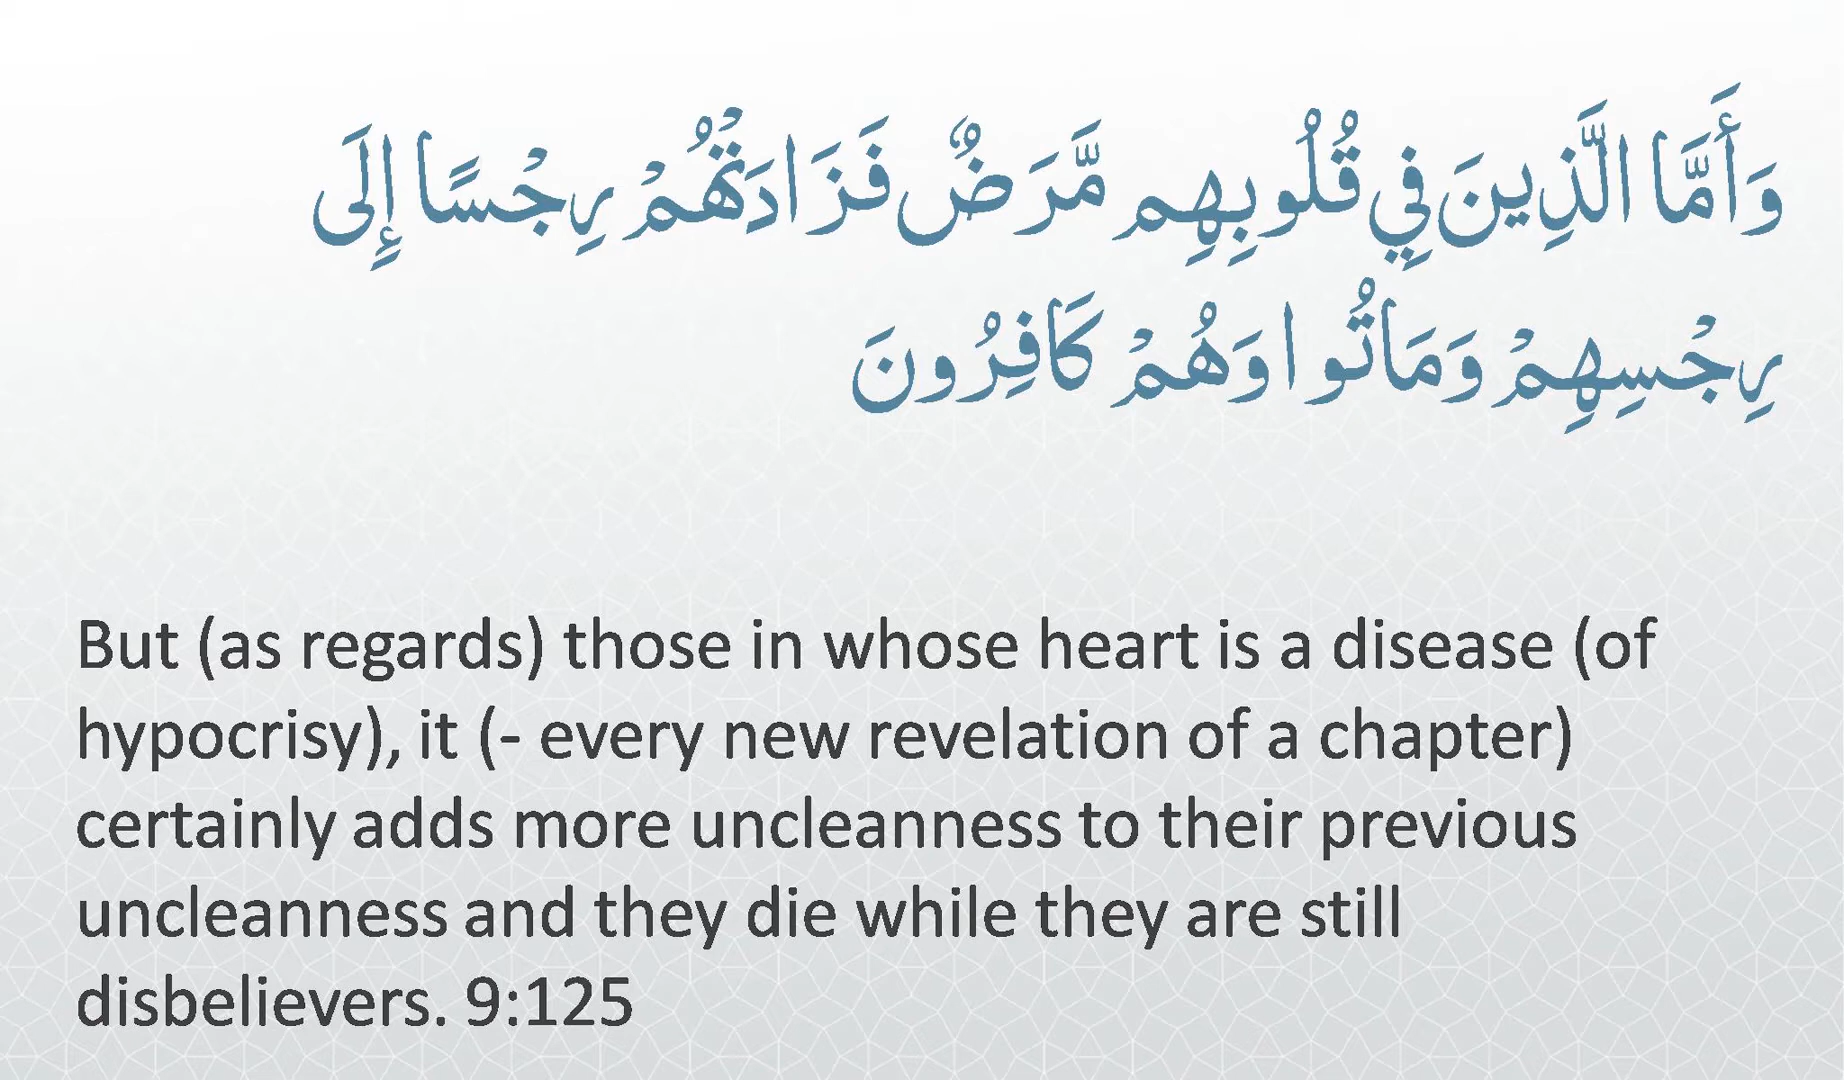 وَأَمَّا الَّذِينَ فِي قُلُوبِهِم مَّرَضٌ فَزَادَتْهُمْ رِجْسًا إِلَى
رِجْسِهِمْ وَمَاتُوا وَهُمْ كَافِرُونَ
But (as regards) those in whose heart is a disease (of
hypocrisy), it (- every new revelation of a chapter)
certainly adds more uncleanness to their previous
uncleanness and they die while they are still
disbelievers. 9:125